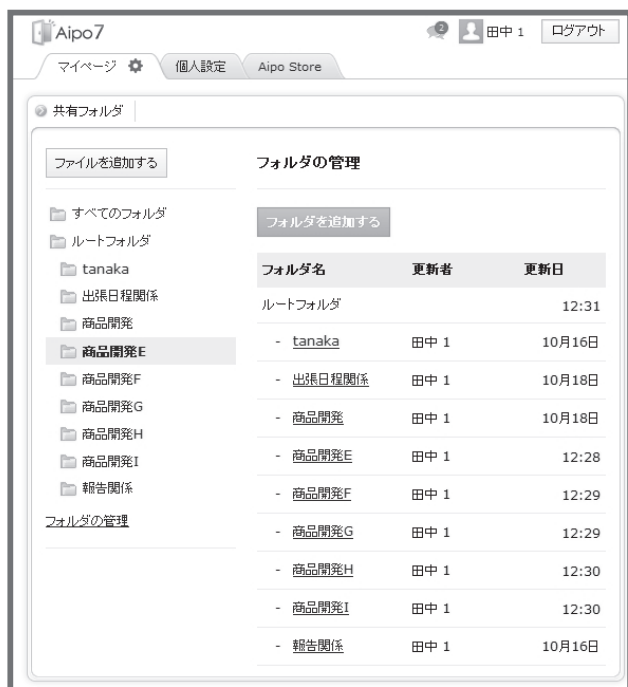 Aipo7
2
田中 1
ログアウト
マイページ
個人設定
Aipo Store
共有フォルダ
ファイルを追加する
すべてのフォルダ
ルートフォルダ
tanaka
出張日程関係
商品開発
商品開発E
商品開発F
商品開発G
商品開発H
商品開発I
報告関係
フォルダの管理
フォルダの管理
フォルダを追加する
フォルダ名 更新者 更新日
ルートフォルダ 12:31
- tanaka 田中 1 10月16日
- 出張日程関係 田中 1 10月18日
- 商品開発 田中 1 10月18日
- 商品開発E 田中 1 12:28
- 商品開発F 田中 1 12:29
- 商品開発G 田中 1 12:29
- 商品開発H 田中 1 12:30
- 商品開発I 田中 1 12:30
- 報告関係 田中 1 10月16日